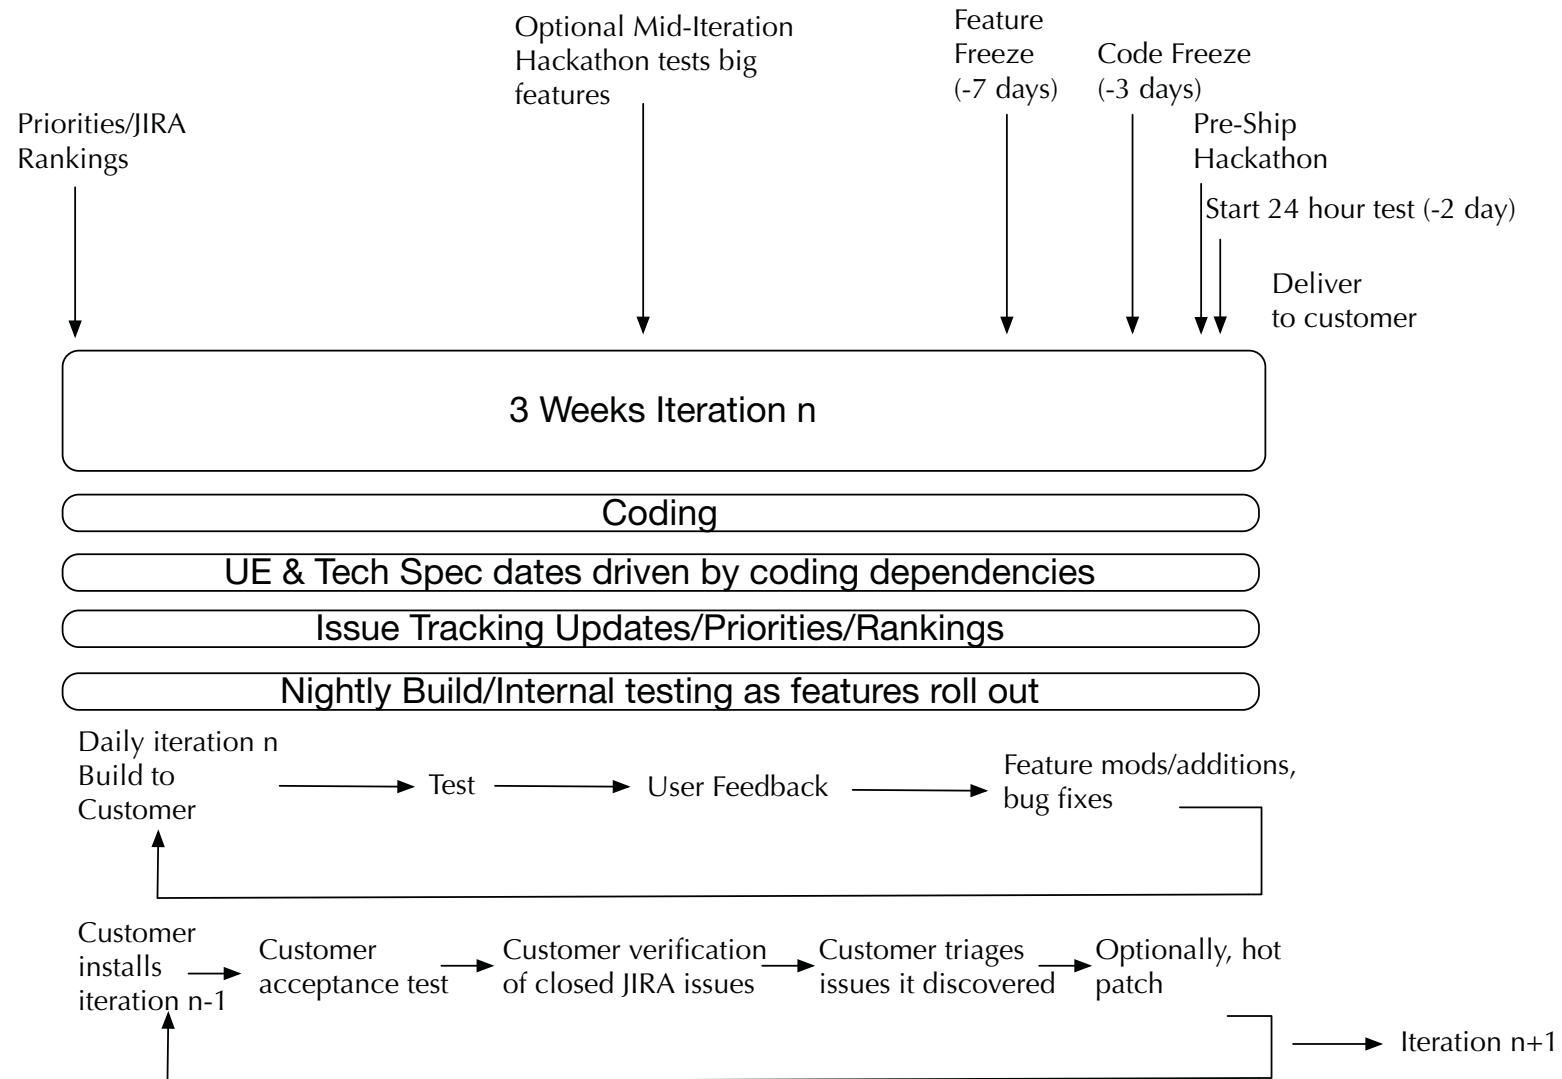 Optional Mid-Iteration
Hackathon tests big
features
Feature
Freeze
(-7 days)
Code Freeze
(-3 days)
Priorities/JIRA
Rankings
Pre-Ship
Hackathon
Start 24 hour test (-2 day)
Deliver
to customer
3 Weeks Iteration n
Coding
UE & Tech Spec dates driven by coding dependencies
Issue Tracking Updates/Priorities/Rankings
Nightly Build/Internal testing as features roll out
Daily iteration n
Build to
Customer
Test
User Feedback
Feature mods/additions,
bug fixes
Customer
installs
iteration n-1
Customer
acceptance test
Customer verification
of closed JIRA issues
Customer triages
issues it discovered
Optionally, hot
patch
Iteration n+1